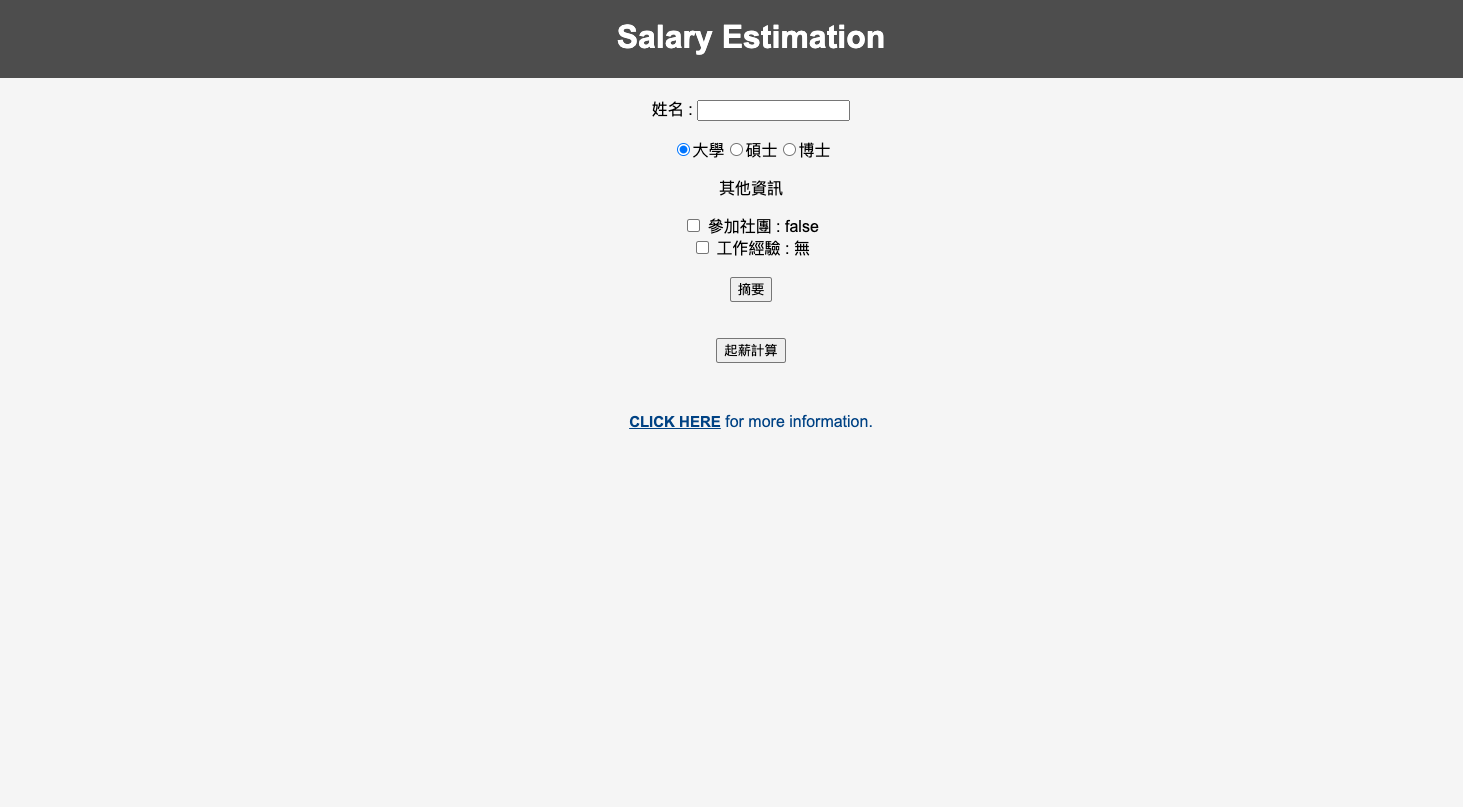 Salary Estimation
姓名 :
大學 碩士 博士
其他資訊
參加社團 : false
工作經驗 : 無
摘要
起薪計算
CLICK HERE for more information.